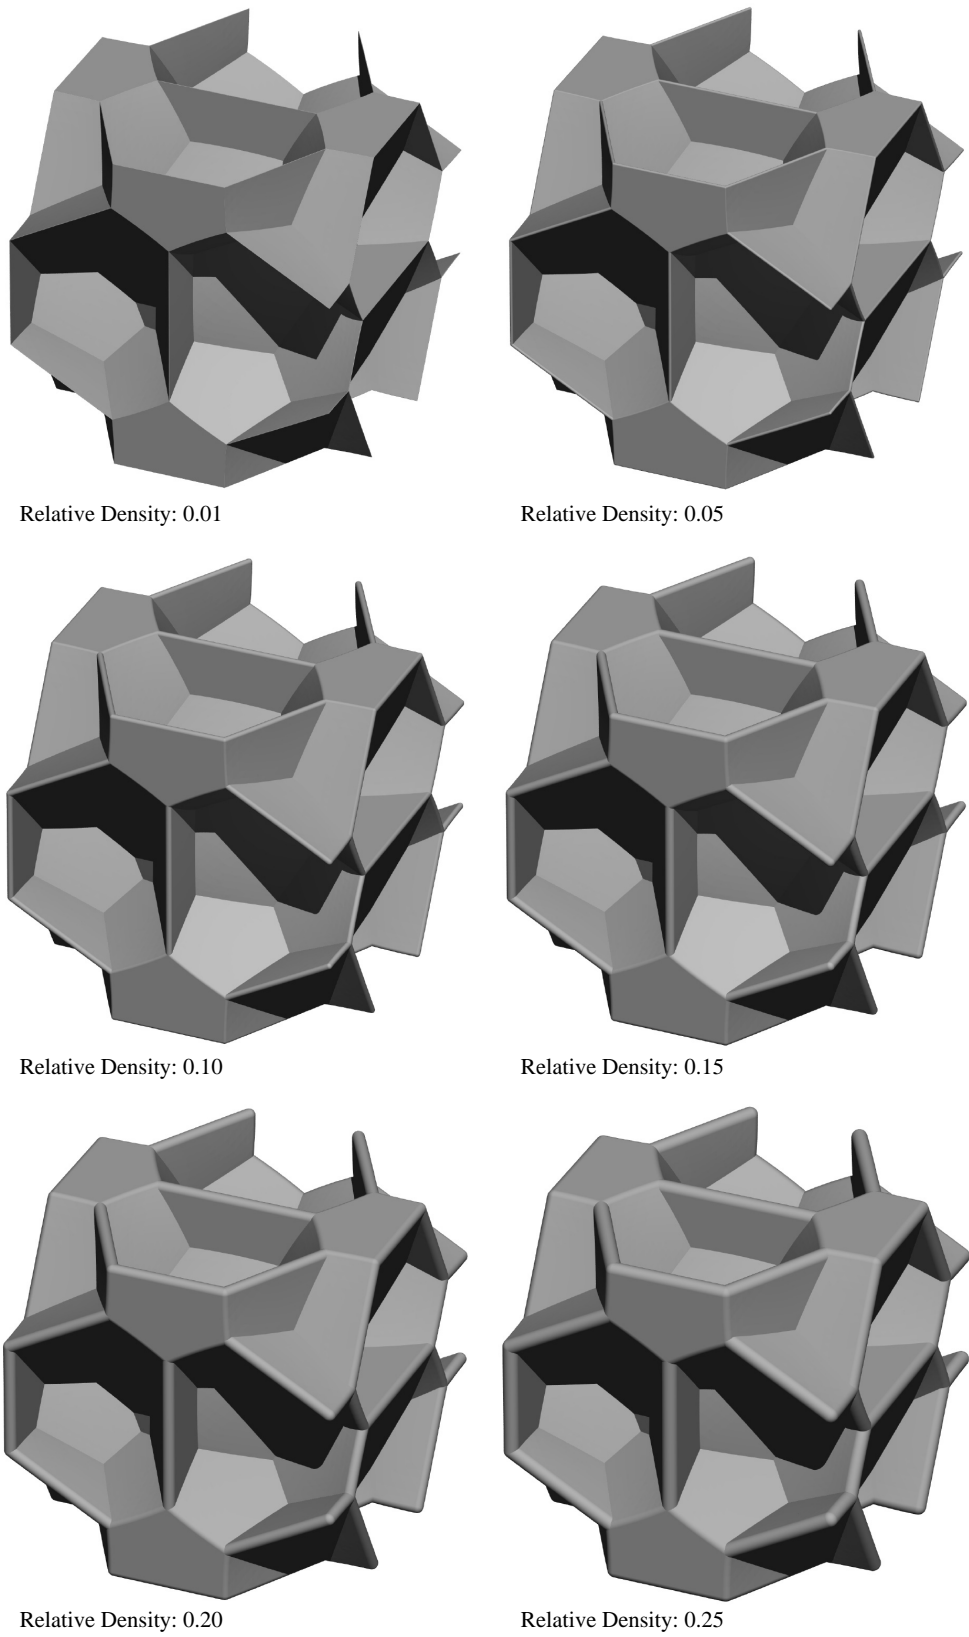 Relative Density: 0.01
Relative Density: 0.05
Relative Density: 0.10
Relative Density: 0.15
Relative Density: 0.20
Relative Density: 0.25